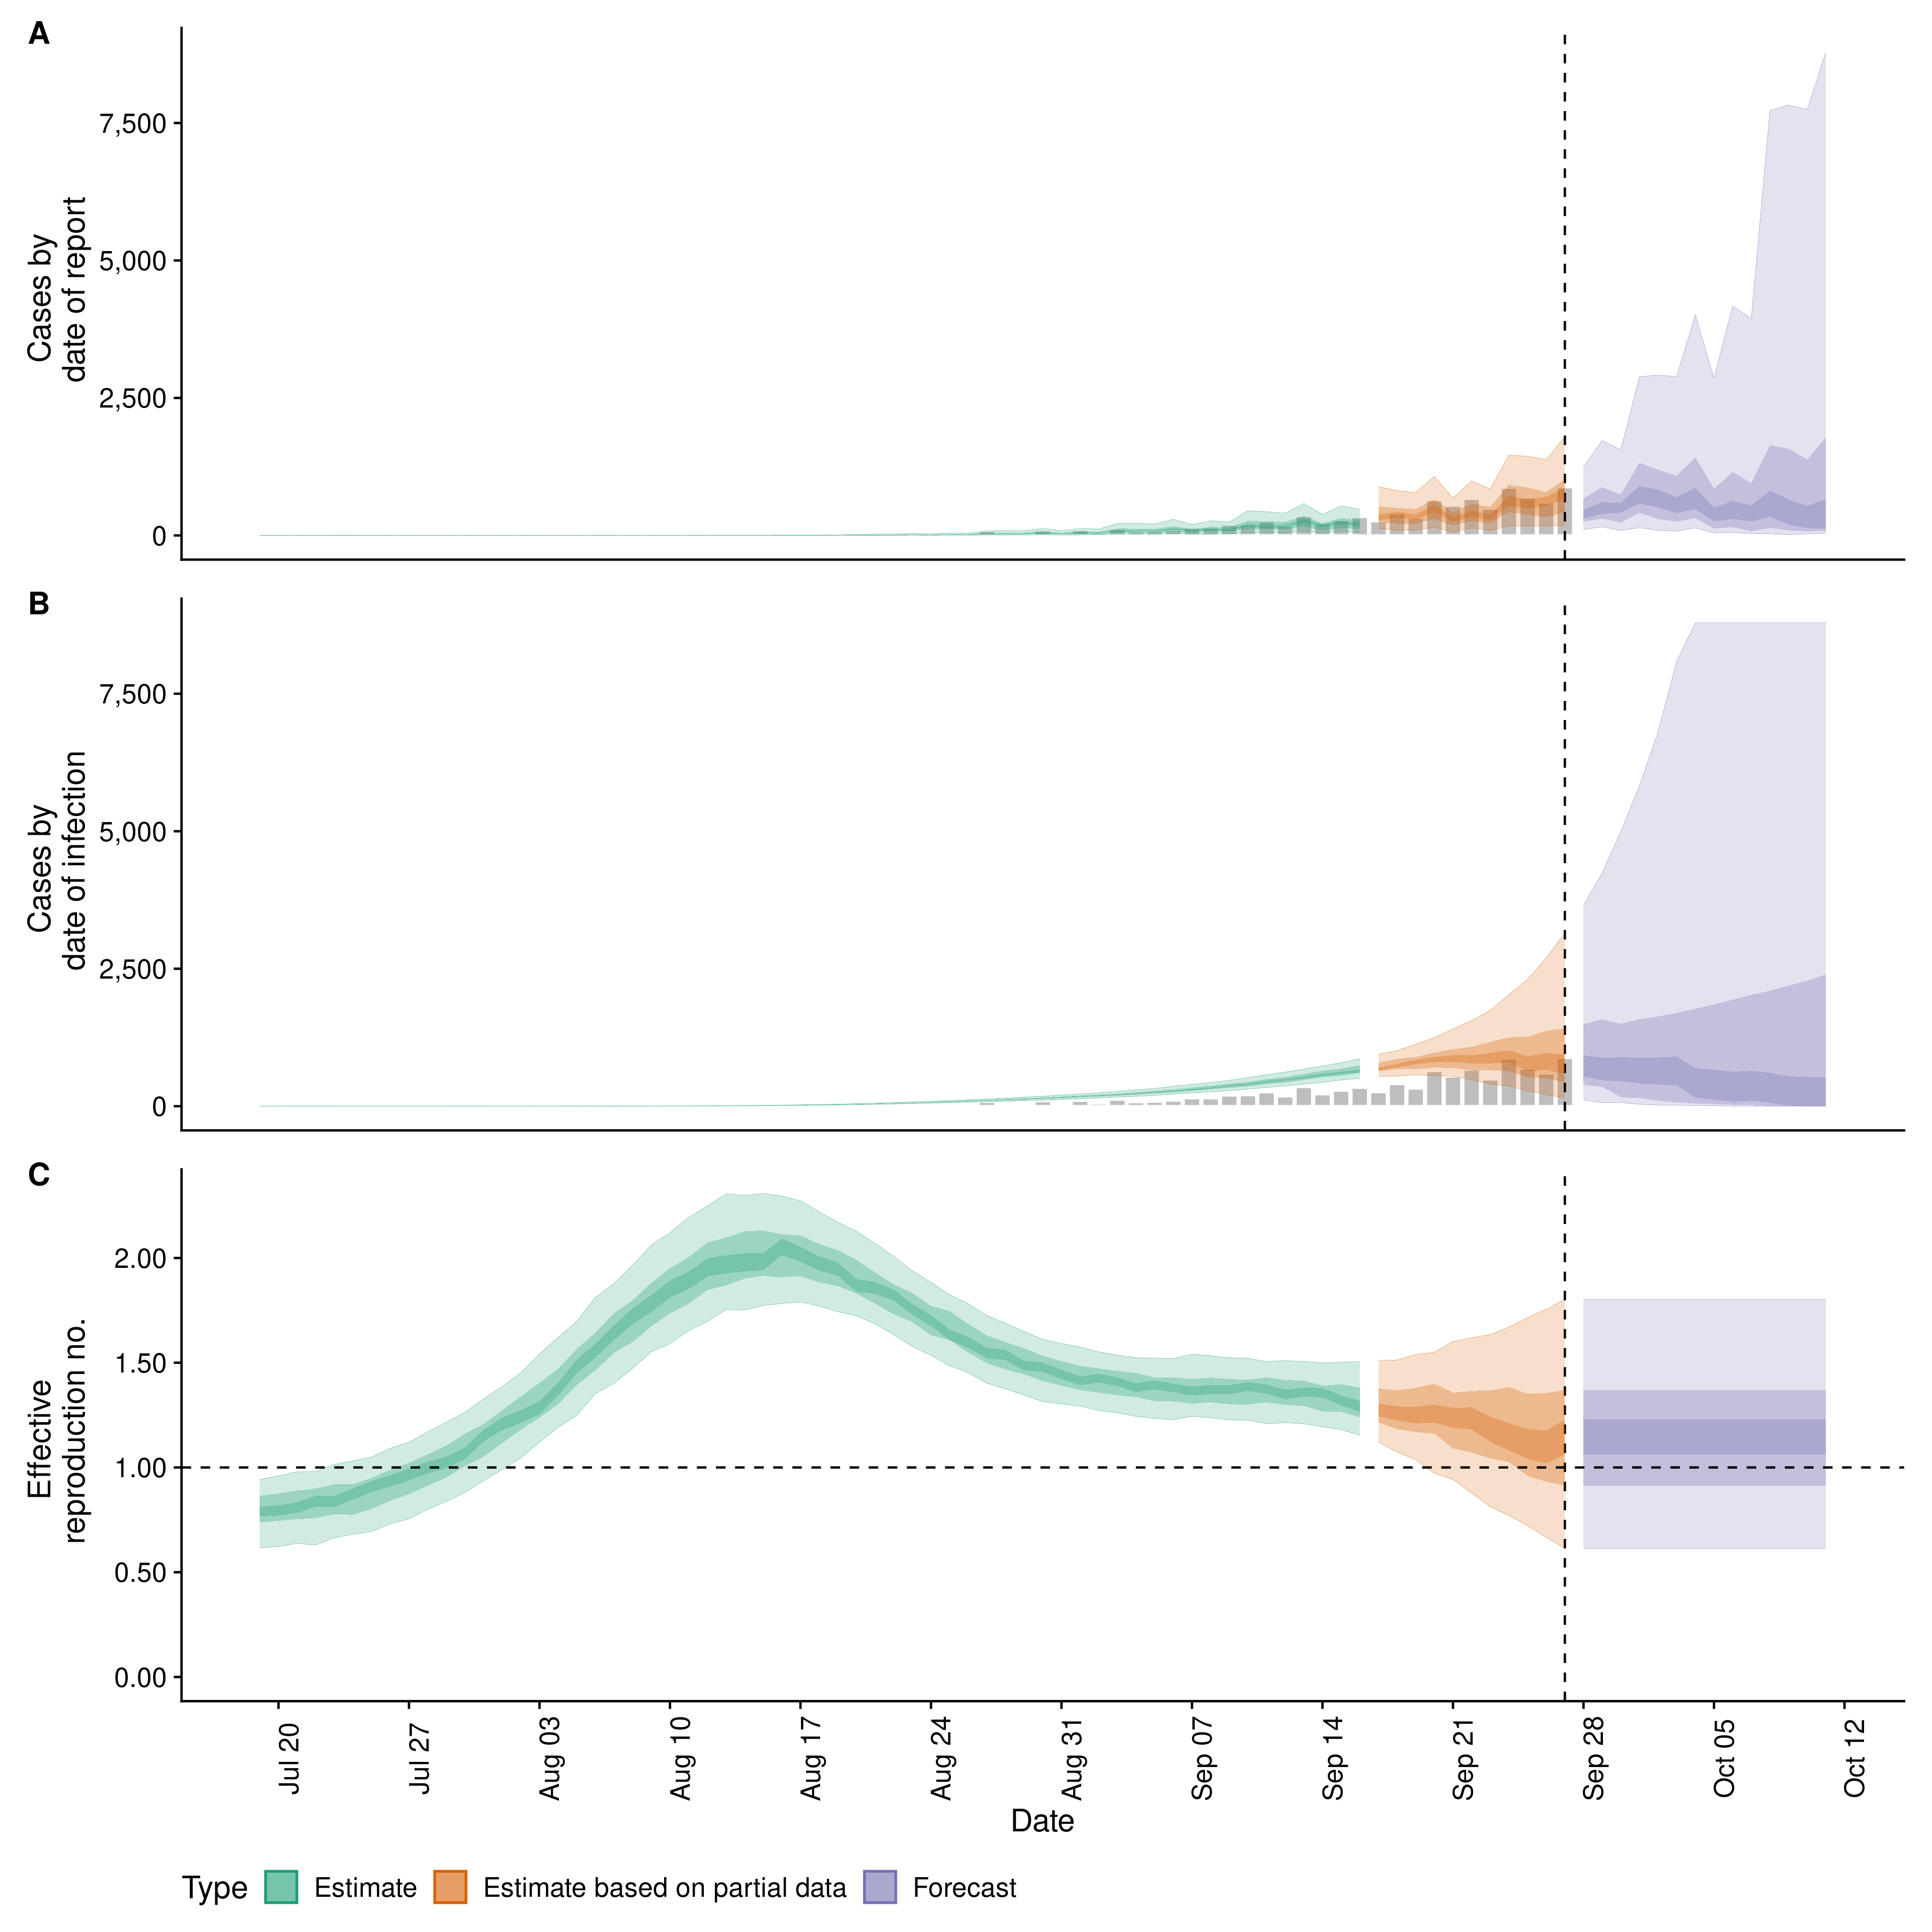 A
Cases by
date of report
7,500
5,000
2,500
0
B
Cases by
date of infection
7,500
5,000
2,500
0
C
Effective
reproduction no.
2.00
1.50
1.00
0.50
0.00
Jul 20
Jul 27
Aug 03
Aug 10
Aug 17
Aug 24
Aug 31
Sep 07
Sep 14
Sep 21
Sep 28
Oct 05
Oct 12
Date
Type Estimate Estimate based on partial data Forecast